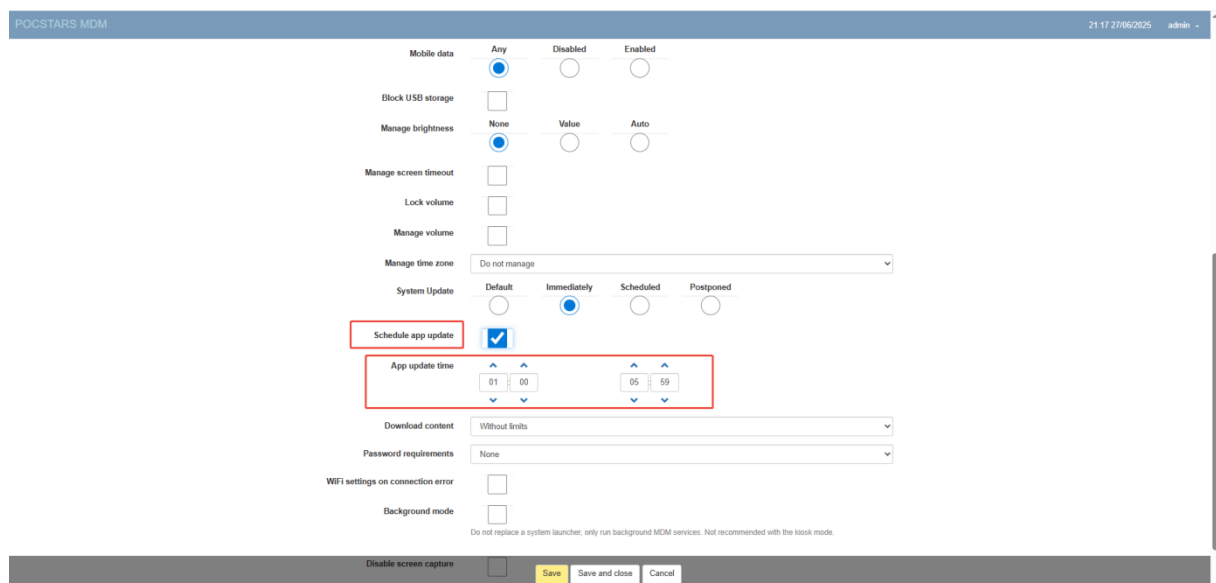 POCSTARS MDM
21:17 27/06/2025 admin
Mobile data Any Disabled Enabled
Block USB storage
Manage brightness None Value Auto
Manage screen timeout
Lock volume
Manage volume
Manage time zone Do not manage
System Update Default Immediately Scheduled Postponed
Schedule app update
App update time
01 : 00 05 : 59
Download content Without limits
Password requirements None
WiFi settings on connection error
Background mode
Do not replace a system launcher, only run background MDM services. Not recommended with the kiosk mode.
Disable screen capture
Save Save and close Cancel